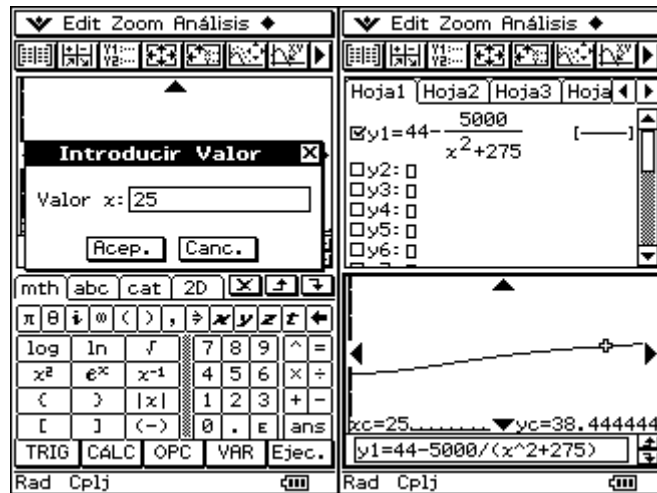 Edit Zoom Análisis ◆
Introducir Valor X
Valor x: 25
Acep. Canc.
mth abc cat 2D
π θ i ∞ ( ) , ⇒ x y z t ←
log ln √ 7 8 9 ^ =
x² eˣ x⁻¹ 4 5 6 × ÷
( ) |x| 1 2 3 + −
[ ] (−) 0 . E ans
TRIG CALC OPC VAR Ejec.
Rad Cplj
Edit Zoom Análisis ◆
Hoja1 Hoja2 Hoja3 Hoja
y1=44-5000/(x²+275) [—]
y2:
y3:
y4:
y5:
y6:
xc=25 yc=38.444444
y1=44-5000/(x^2+275)
Rad Cplj